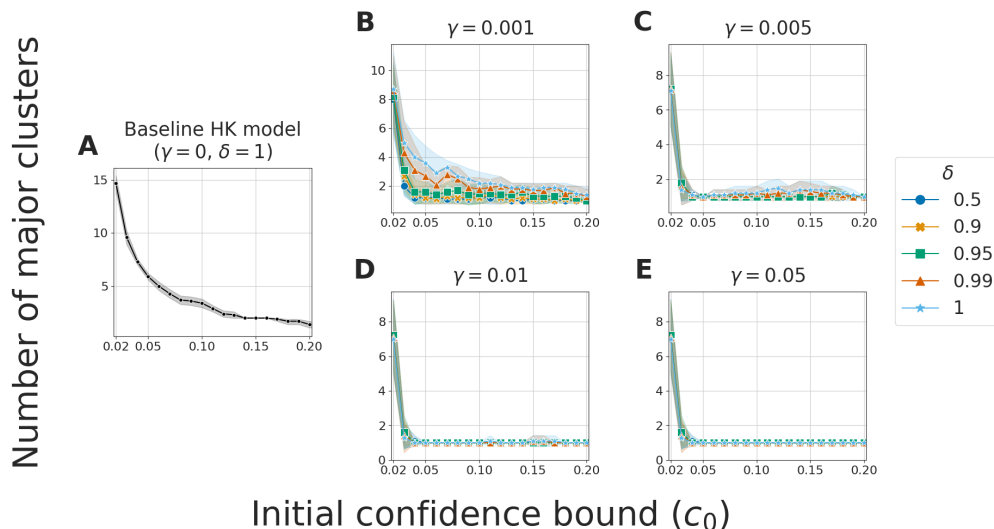 Number of major clusters
A
Baseline HK model
(γ = 0, δ = 1)
15
10
5
0.02 0.05 0.10 0.15 0.20
B
γ = 0.001
10
8
6
4
2
0.02 0.05 0.10 0.15 0.20
C
γ = 0.005
8
6
4
2
0.02 0.05 0.10 0.15 0.20
D
γ = 0.01
8
6
4
2
0
0.02 0.05 0.10 0.15 0.20
E
γ = 0.05
8
6
4
2
0
0.02 0.05 0.10 0.15 0.20
δ
0.5
0.9
0.95
0.99
1
Initial confidence bound (c₀)